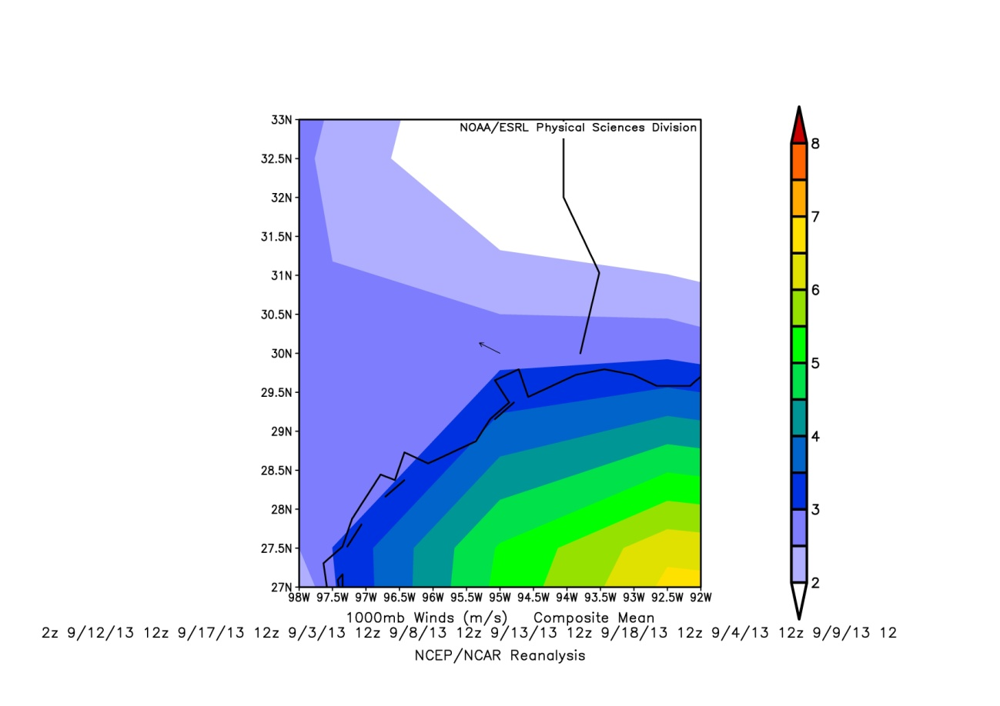 NOAA/ESRL Physical Sciences Division
33N
32.5N
32N
31.5N
31N
30.5N
30N
29.5N
29N
28.5N
28N
27.5N
27N
98W 97.5W 97W 96.5W 96W 95.5W 95W 94.5W 94W 93.5W 93W 92.5W 92W
8
7
6
5
4
3
2
1000mb Winds (m/s) Composite Mean
2z 9/12/13 12z 9/17/13 12z 9/3/13 12z 9/8/13 12z 9/13/13 12z 9/18/13 12z 9/4/13 12z 9/9/13 12
NCEP/NCAR Reanalysis